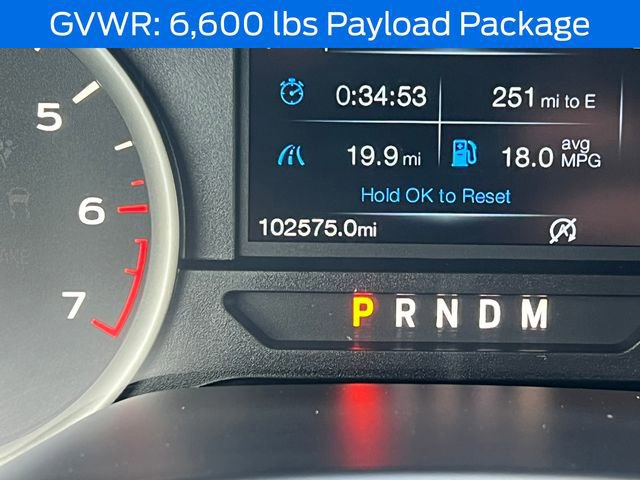 GVWR: 6,600 lbs Payload Package
0:34:53 251 mi to E
19.9 mi 18.0 avg MPG
Hold OK to Reset
102575.0mi
5
6
7
P R N D M